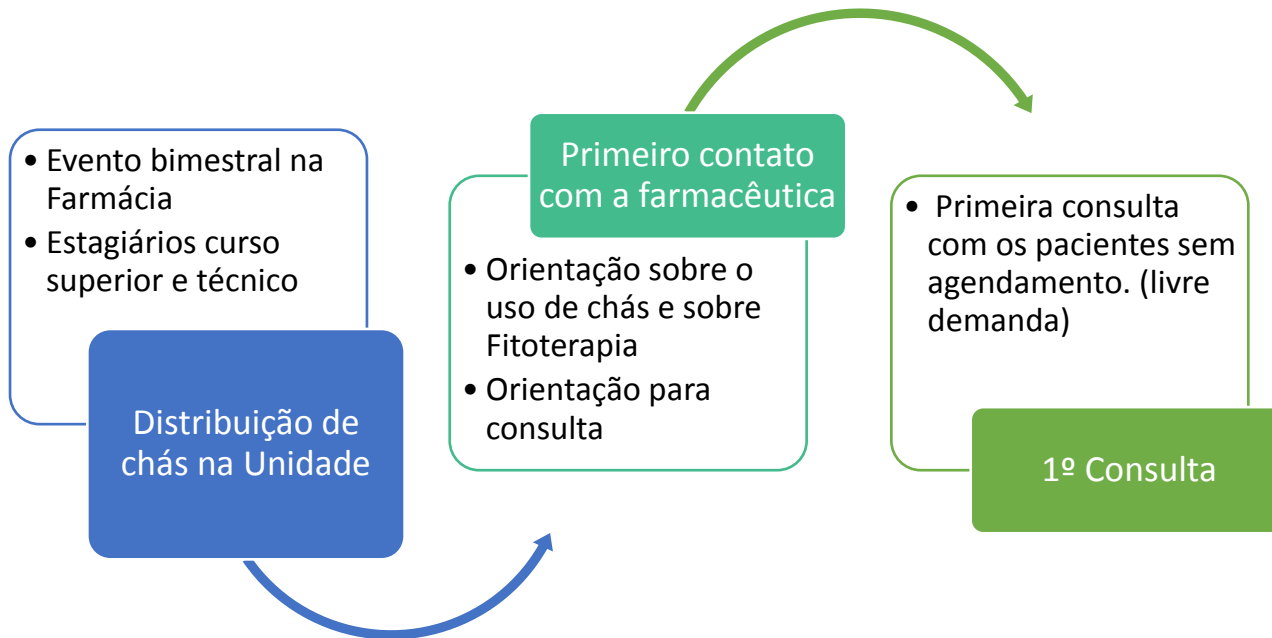 • Evento bimestral na
Farmácia
• Estagiários curso
superior e técnico
Distribuição de
chás na Unidade
Primeiro contato
com a farmacêutica
• Orientação sobre o
uso de chás e sobre
Fitoterapia
• Orientação para
consulta
• Primeira consulta
com os pacientes sem
agendamento. (livre
demanda)
1º Consulta